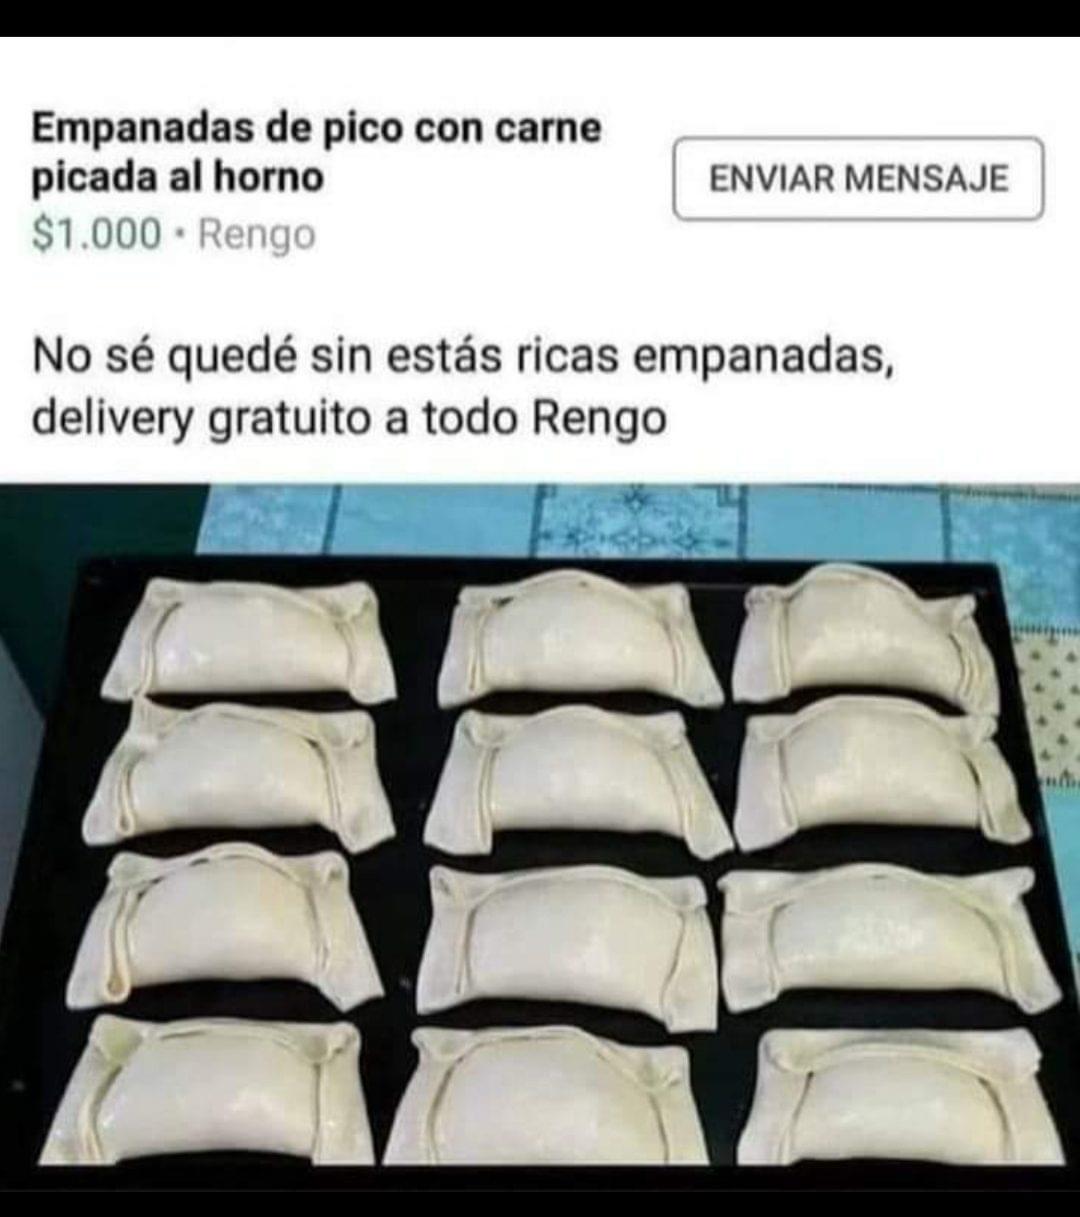 Empanadas de pico con carne
picada al horno
ENVIAR MENSAJE
$1.000 • Rengo
No sé quedé sin estás ricas empanadas,
delivery gratuito a todo Rengo